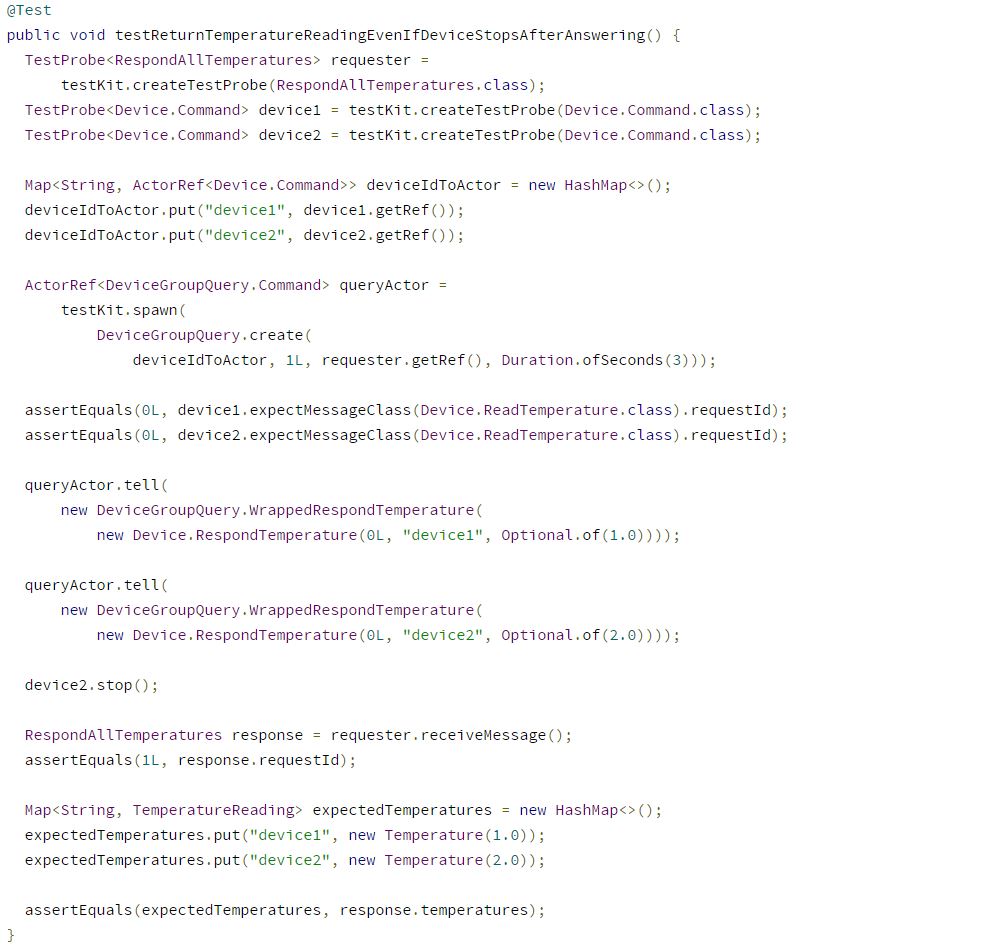 @Test
public void testReturnTemperatureReadingEvenIfDeviceStopsAfterAnswering() {
  TestProbe<RespondAllTemperatures> requester =
      testKit.createTestProbe(RespondAllTemperatures.class);
  TestProbe<Device.Command> device1 = testKit.createTestProbe(Device.Command.class);
  TestProbe<Device.Command> device2 = testKit.createTestProbe(Device.Command.class);

  Map<String, ActorRef<Device.Command>> deviceIdToActor = new HashMap<>();
  deviceIdToActor.put("device1", device1.getRef());
  deviceIdToActor.put("device2", device2.getRef());

  ActorRef<DeviceGroupQuery.Command> queryActor =
      testKit.spawn(
          DeviceGroupQuery.create(
              deviceIdToActor, 1L, requester.getRef(), Duration.ofSeconds(3)));

  assertEquals(0L, device1.expectMessageClass(Device.ReadTemperature.class).requestId);
  assertEquals(0L, device2.expectMessageClass(Device.ReadTemperature.class).requestId);

  queryActor.tell(
      new DeviceGroupQuery.WrappedRespondTemperature(
          new Device.RespondTemperature(0L, "device1", Optional.of(1.0))));

  queryActor.tell(
      new DeviceGroupQuery.WrappedRespondTemperature(
          new Device.RespondTemperature(0L, "device2", Optional.of(2.0))));

  device2.stop();

  RespondAllTemperatures response = requester.receiveMessage();
  assertEquals(1L, response.requestId);

  Map<String, TemperatureReading> expectedTemperatures = new HashMap<>();
  expectedTemperatures.put("device1", new Temperature(1.0));
  expectedTemperatures.put("device2", new Temperature(2.0));

  assertEquals(expectedTemperatures, response.temperatures);
}